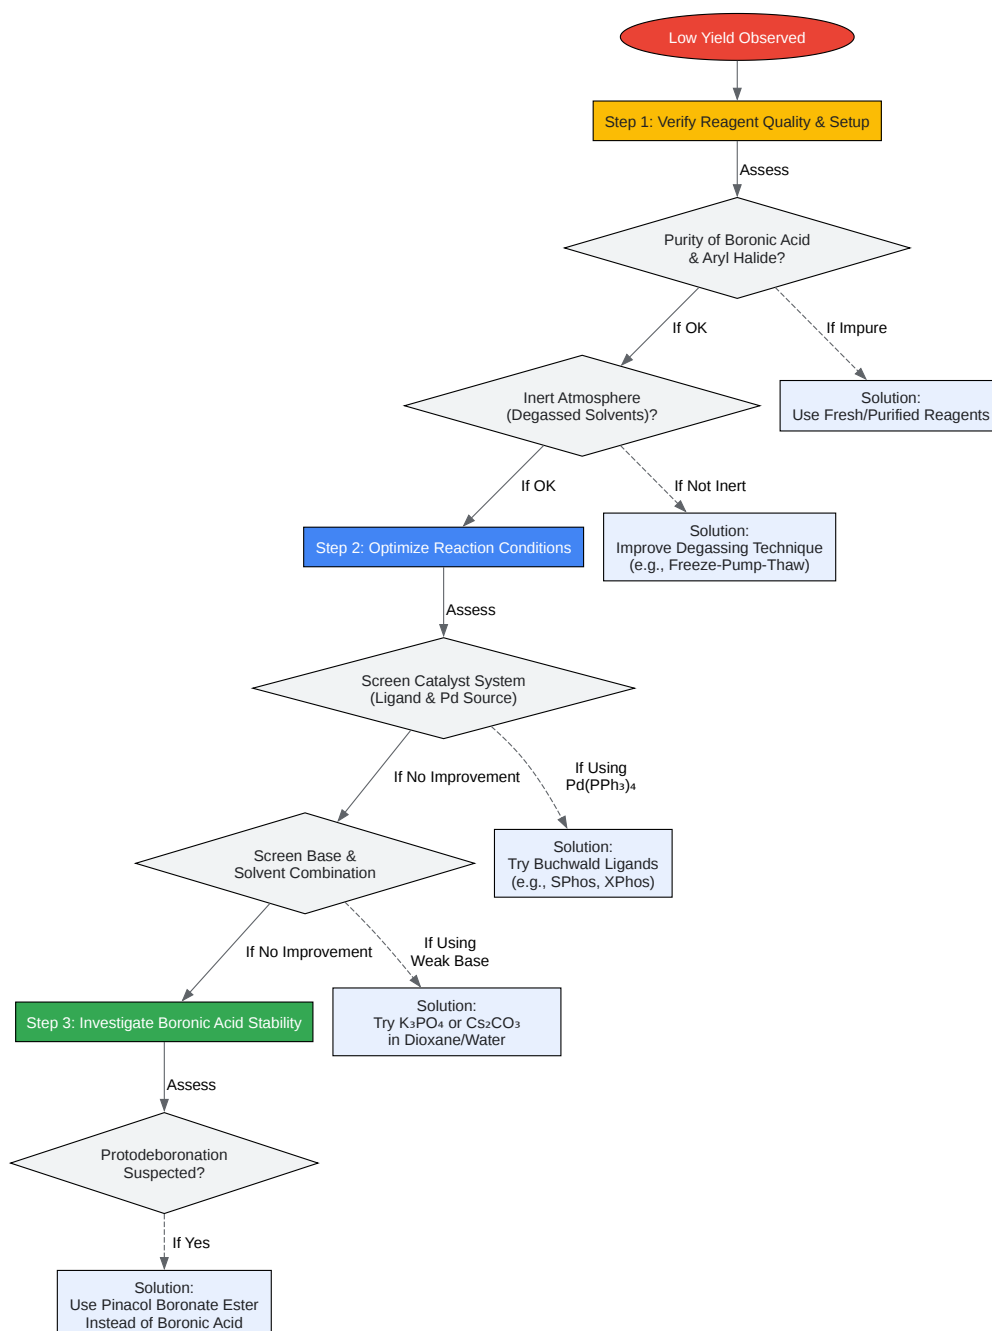 Low Yield Observed
Step 1: Verify Reagent Quality & Setup
Assess
Purity of Boronic Acid
& Aryl Halide?
If OK
If Impure
Inert Atmosphere
(Degassed Solvents)?
Solution:
Use Fresh/Purified Reagents
If OK
If Not Inert
Step 2: Optimize Reaction Conditions
Solution:
Improve Degassing Technique
(e.g., Freeze-Pump-Thaw)
Assess
Screen Catalyst System
(Ligand & Pd Source)
If No Improvement
If Using
Pd(PPh₃)₄
Screen Base &
Solvent Combination
Solution:
Try Buchwald Ligands
(e.g., SPhos, XPhos)
If No Improvement
If Using
Weak Base
Step 3: Investigate Boronic Acid Stability
Solution:
Try K₃PO₄ or Cs₂CO₃
in Dioxane/Water
Assess
Protodeboronation
Suspected?
If Yes
Solution:
Use Pinacol Boronate Ester
Instead of Boronic Acid